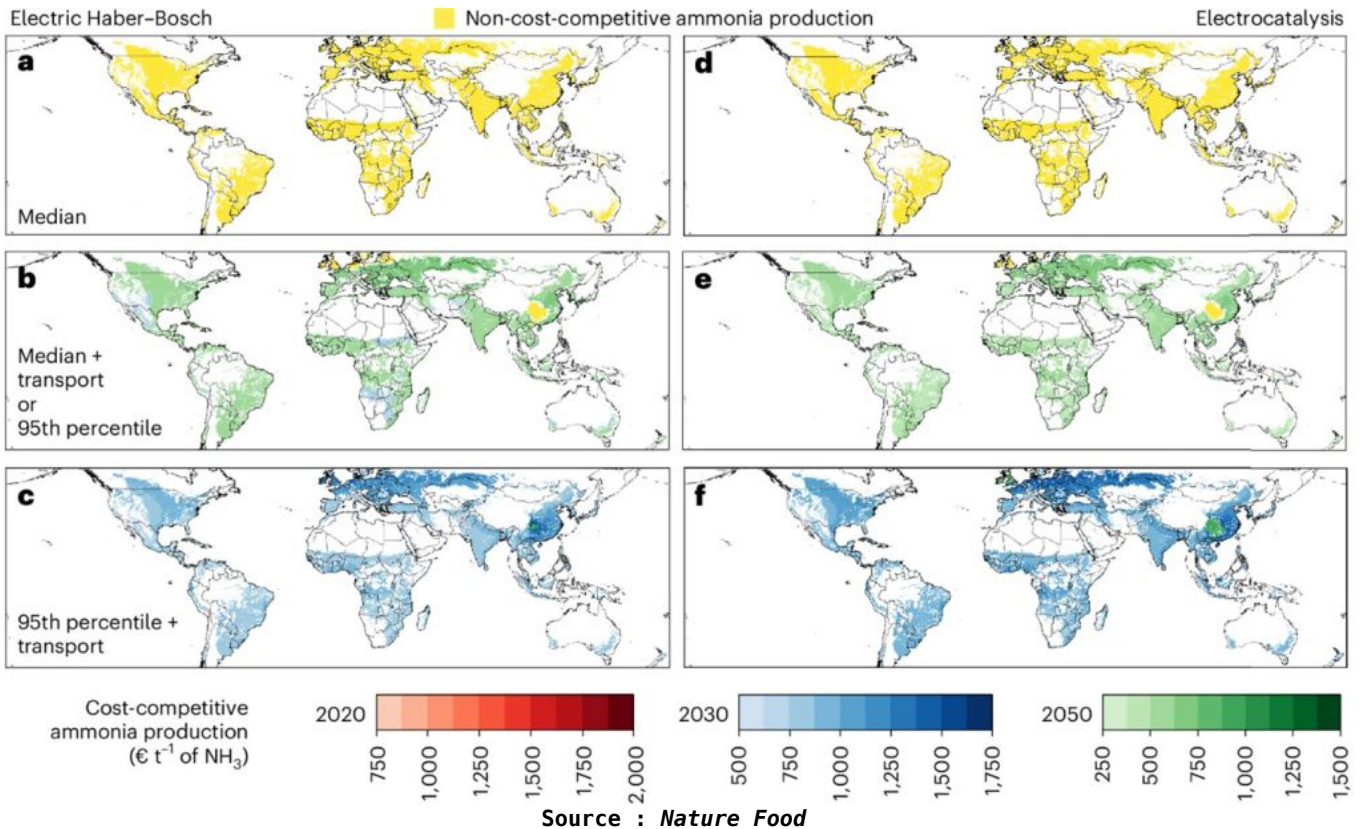 Electric Haber–Bosch
Non-cost-competitive ammonia production
Electrocatalysis
a
Median
d
b
Median +
transport
or
95th percentile
e
c
95th percentile +
transport
f
Cost-competitive
ammonia production
(€ t⁻¹ of NH₃)
2020
750
1,000
1,250
1,500
1,750
2,000
2030
500
750
1,000
1,250
1,500
1,750
2050
250
500
750
1,000
1,250
1,500
Source : Nature Food